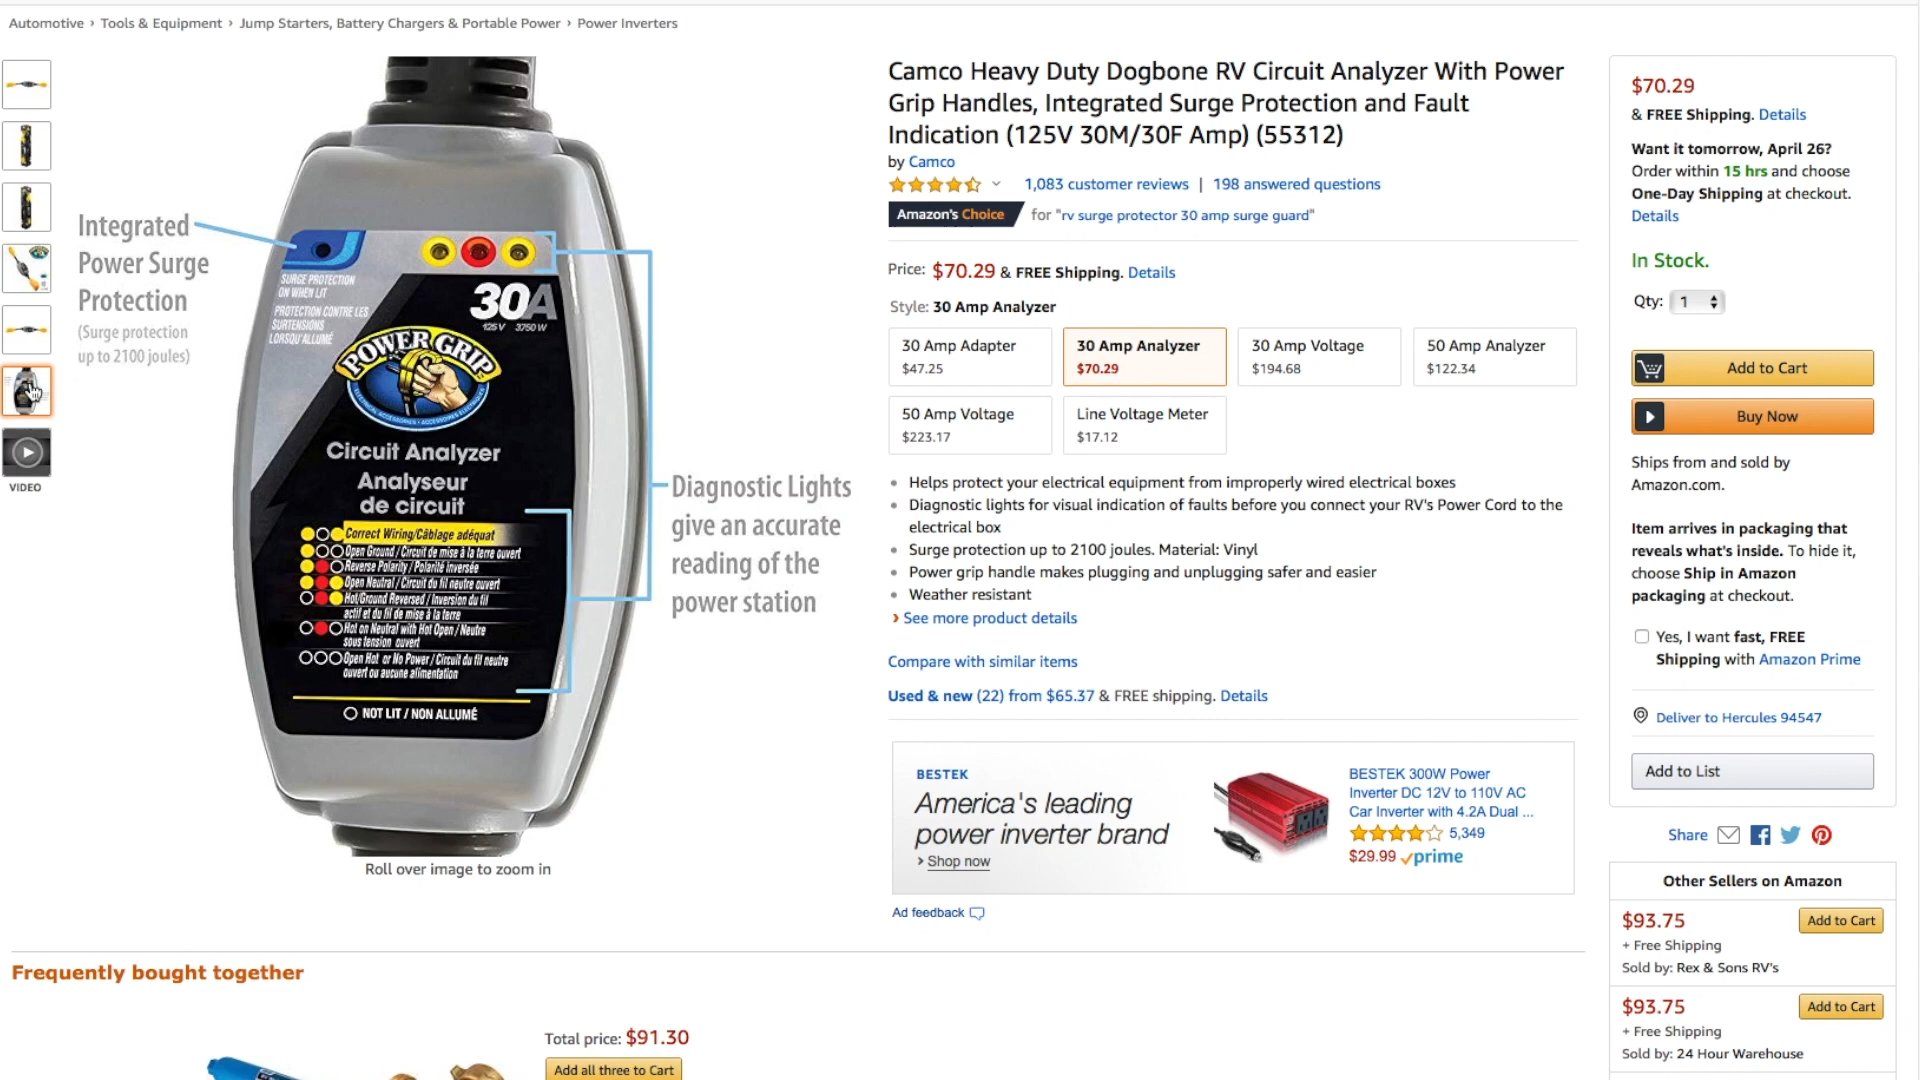 Automotive › Tools & Equipment › Jump Starters, Battery Chargers & Portable Power › Power Inverters
VIDEO
Integrated
Power Surge
Protection
(Surge protection
up to 2100 joules)
SURGE PROTECTION
ON WHEN LIT
PROTECTION CONTRE LES
SURTENSIONS
LORSQU'ALLUMÉ
30A
125V 3750 W
POWER GRIP
ELECTRICAL ACCESSORIES • ACCESSOIRES ÉLECTRIQUES
Circuit Analyzer
Analyseur
de circuit
Correct Wiring/Câblage adéquat
Open Ground / Circuit de mise à la terre ouvert
Reverse Polarity / Polarité inversée
Open Neutral / Circuit du fil neutre ouvert
Hot/Ground Reversed / Inversion du fil
actif et du fil de mise à la terre
Hot on Neutral with Hot Open / Neutre
sous tension ouvert
Open Hot or No Power / Circuit du fil neutre
ouvert ou aucune alimentation
NOT LIT / NON ALLUMÉ
Diagnostic Lights
give an accurate
reading of the
power station
Roll over image to zoom in
Camco Heavy Duty Dogbone RV Circuit Analyzer With Power
Grip Handles, Integrated Surge Protection and Fault
Indication (125V 30M/30F Amp) (55312)
by Camco
1,083 customer reviews | 198 answered questions
Amazon's Choice for "rv surge protector 30 amp surge guard"
Price: $70.29 & FREE Shipping. Details
Style: 30 Amp Analyzer
30 Amp Adapter
$47.25
30 Amp Analyzer
$70.29
30 Amp Voltage
$194.68
50 Amp Analyzer
$122.34
50 Amp Voltage
$223.17
Line Voltage Meter
$17.12
Helps protect your electrical equipment from improperly wired electrical boxes
Diagnostic lights for visual indication of faults before you connect your RV's Power Cord to the
electrical box
Surge protection up to 2100 joules. Material: Vinyl
Power grip handle makes plugging and unplugging safer and easier
Weather resistant
› See more product details
Compare with similar items
Used & new (22) from $65.37 & FREE shipping. Details
BESTEK
America's leading
power inverter brand
› Shop now
BESTEK 300W Power
Inverter DC 12V to 110V AC
Car Inverter with 4.2A Dual ...
5,349
$29.99 prime
Ad feedback
$70.29
& FREE Shipping. Details
Want it tomorrow, April 26?
Order within 15 hrs and choose
One-Day Shipping at checkout.
Details
In Stock.
Qty: 1
Add to Cart
Buy Now
Ships from and sold by
Amazon.com.
Item arrives in packaging that
reveals what's inside. To hide it,
choose Ship in Amazon
packaging at checkout.
Yes, I want fast, FREE
Shipping with Amazon Prime
Deliver to Hercules 94547
Add to List
Share
Other Sellers on Amazon
$93.75
Add to Cart
+ Free Shipping
Sold by: Rex & Sons RV's
$93.75
Add to Cart
+ Free Shipping
Sold by: 24 Hour Warehouse
Frequently bought together
Total price: $91.30
Add all three to Cart